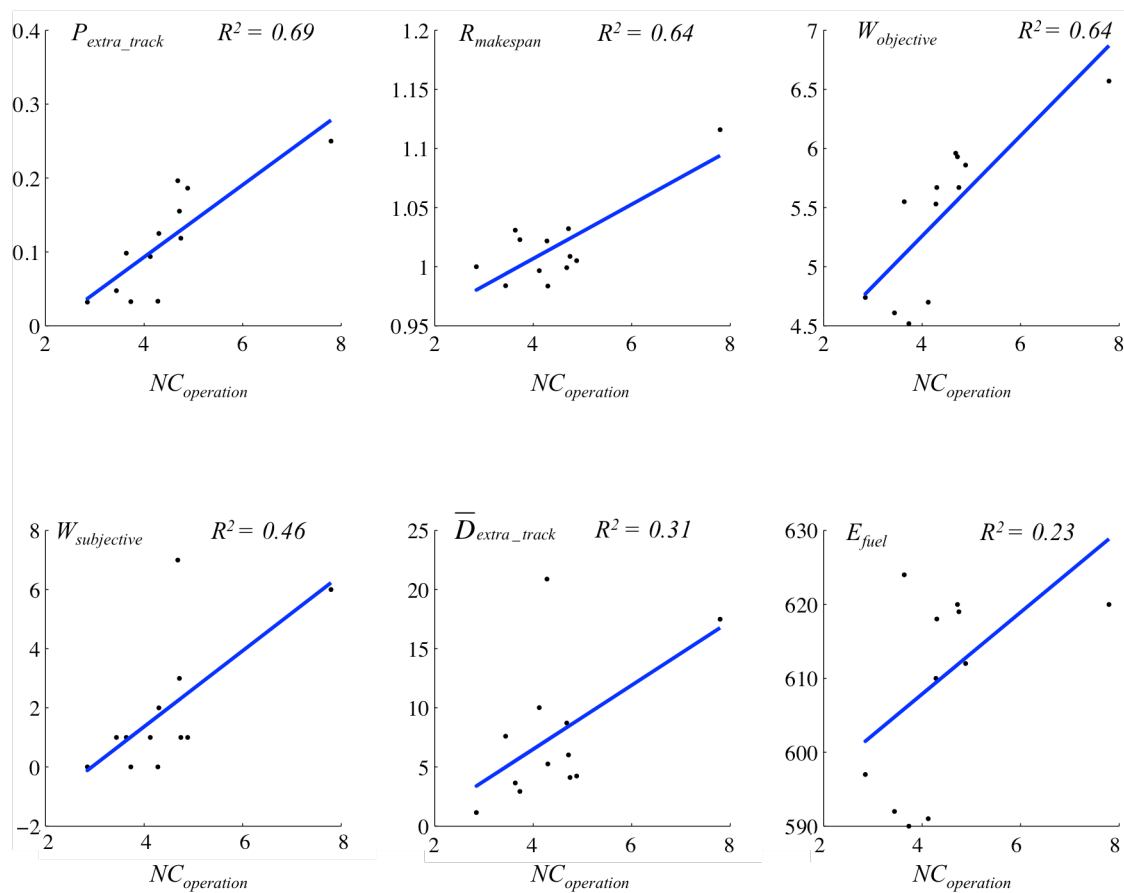 P_extra_track R² = 0.69
0.4
0.3
0.2
0.1
0
2 4 6 8
NC_operation
R_makespan R² = 0.64
1.2
1.15
1.1
1.05
1
0.95
2 4 6 8
NC_operation
W_objective R² = 0.64
7
6.5
6
5.5
5
4.5
2 4 6 8
NC_operation
W_subjective R² = 0.46
8
6
4
2
0
−2
2 4 6 8
NC_operation
D̅_extra_track R² = 0.31
25
20
15
10
5
0
2 4 6 8
NC_operation
E_fuel R² = 0.23
630
620
610
600
590
2 4 6 8
NC_operation